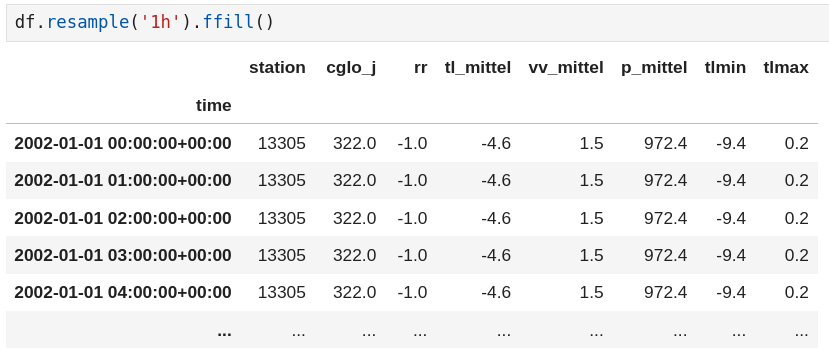 df.resample('1h').ffill()
station cglo_j rr tl_mittel vv_mittel p_mittel tlmin tlmax
time
2002-01-01 00:00:00+00:00 13305 322.0 -1.0 -4.6 1.5 972.4 -9.4 0.2
2002-01-01 01:00:00+00:00 13305 322.0 -1.0 -4.6 1.5 972.4 -9.4 0.2
2002-01-01 02:00:00+00:00 13305 322.0 -1.0 -4.6 1.5 972.4 -9.4 0.2
2002-01-01 03:00:00+00:00 13305 322.0 -1.0 -4.6 1.5 972.4 -9.4 0.2
2002-01-01 04:00:00+00:00 13305 322.0 -1.0 -4.6 1.5 972.4 -9.4 0.2
... ... ... ... ... ... ... ... ...